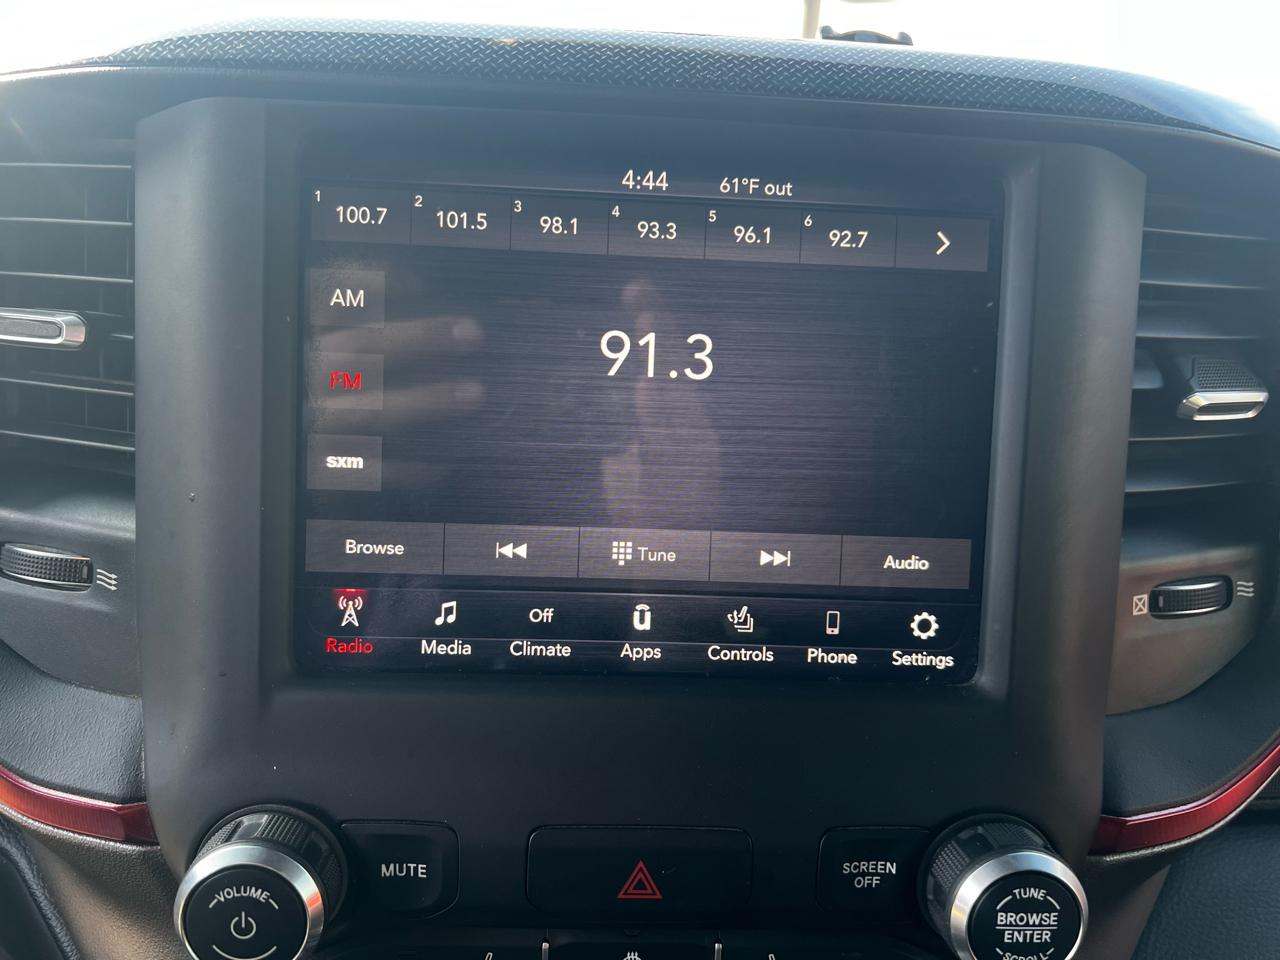 4:44 61°F out
1 100.7 2 101.5 3 98.1 4 93.3 5 96.1 6 92.7
AM
91.3
FM
sxm
Browse Tune Audio
Off
Radio Media Climate Apps Controls Phone Settings
VOLUME
MUTE
SCREEN
OFF
TUNE
BROWSE
ENTER
SCROLL